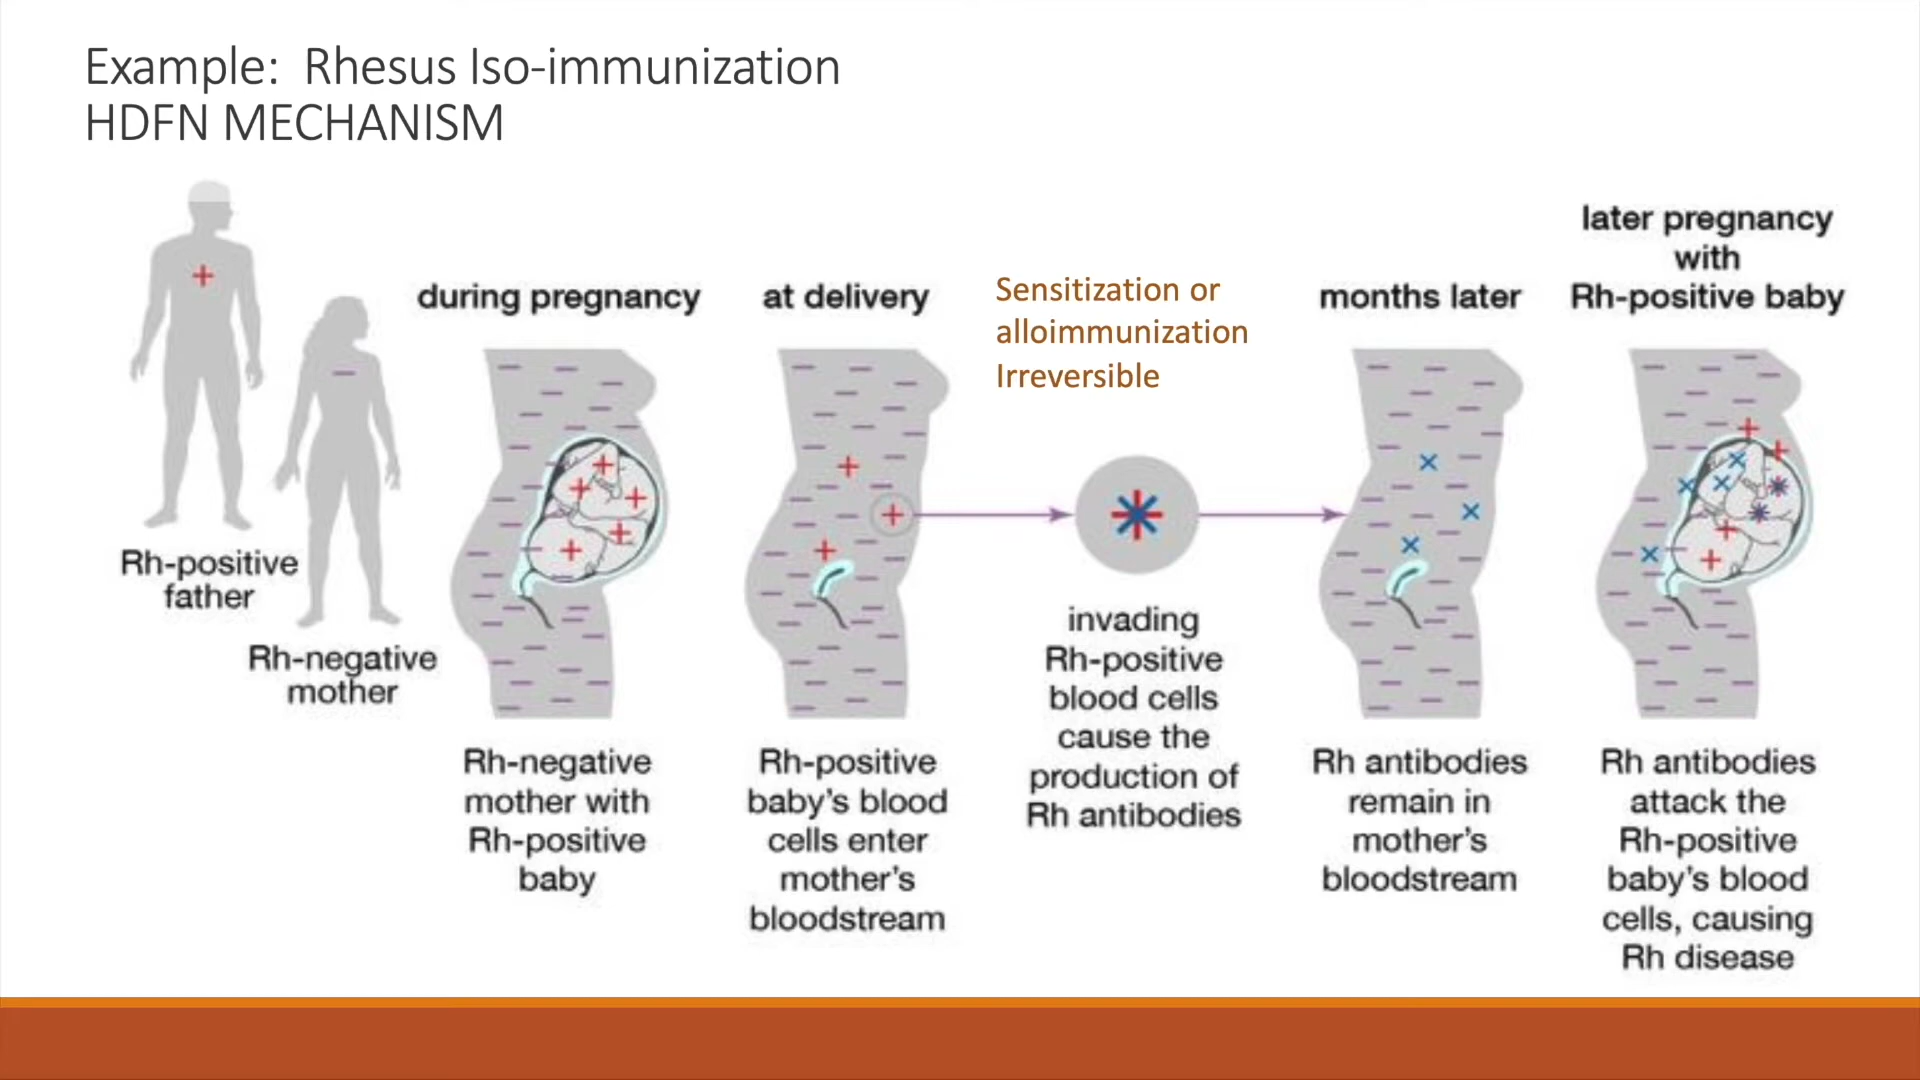 Example:  Rhesus Iso-immunization
HDFN MECHANISM
Rh-positive
father
Rh-negative
mother
during pregnancy
Rh-negative
mother with
Rh-positive
baby
at delivery
Rh-positive
baby's blood
cells enter
mother's
bloodstream
Sensitization or
alloimmunization
Irreversible
invading
Rh-positive
blood cells
cause the
production of
Rh antibodies
months later
Rh antibodies
remain in
mother's
bloodstream
later pregnancy
with
Rh-positive baby
Rh antibodies
attack the
Rh-positive
baby's blood
cells, causing
Rh disease